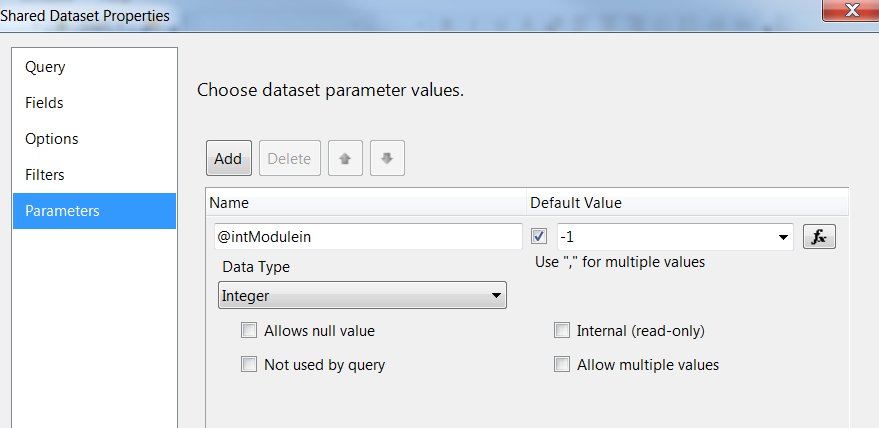 Shared Dataset Properties
Query
Fields
Options
Filters
Parameters
Choose dataset parameter values.
Add Delete
Name Default Value
@intModulein -1
Use "," for multiple values
Data Type
Integer
Allows null value Internal (read-only)
Not used by query Allow multiple values